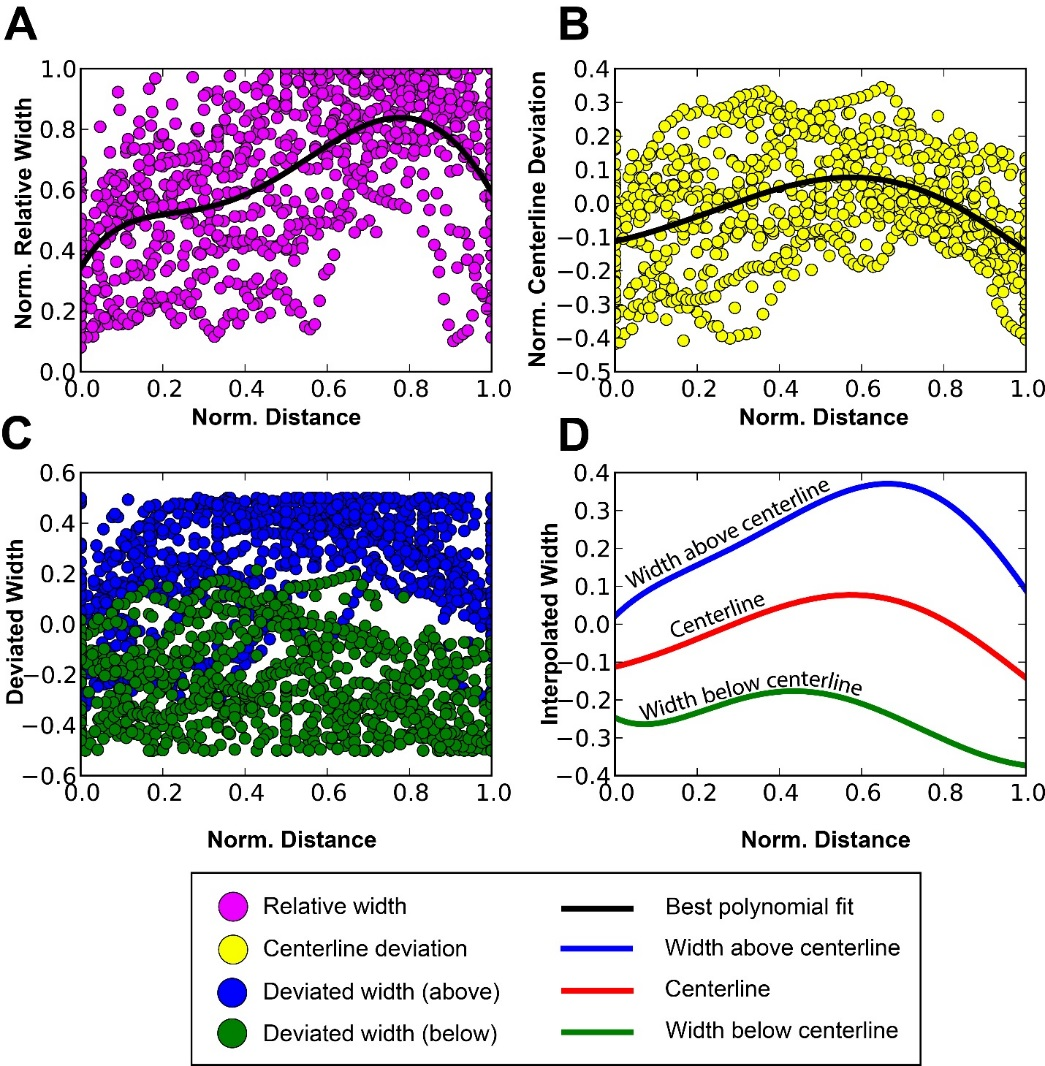 A
Norm. Relative Width
1.0
0.8
0.6
0.4
0.2
0.0
0.0 0.2 0.4 0.6 0.8 1.0
Norm. Distance
B
Norm. Centerline Deviation
0.4
0.3
0.2
0.1
0.0
−0.1
−0.2
−0.3
−0.4
−0.5
0.0 0.2 0.4 0.6 0.8 1.0
Norm. Distance
C
Deviated Width
0.6
0.4
0.2
0.0
−0.2
−0.4
−0.6
0.0 0.2 0.4 0.6 0.8 1.0
Norm. Distance
D
Interpolated Width
0.4
0.3
0.2
0.1
0.0
−0.1
−0.2
−0.3
−0.4
Width above centerline
Centerline
Width below centerline
0.0 0.2 0.4 0.6 0.8 1.0
Norm. Distance
Relative width
Centerline deviation
Deviated width (above)
Deviated width (below)
Best polynomial fit
Width above centerline
Centerline
Width below centerline